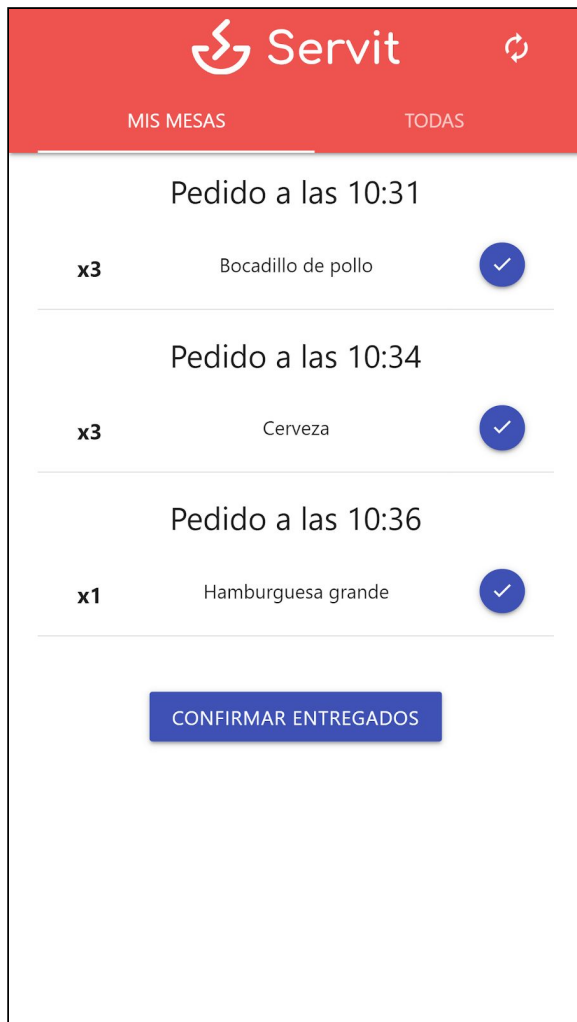 Servit
MIS MESAS TODAS
Pedido a las 10:31
x3 Bocadillo de pollo
Pedido a las 10:34
x3 Cerveza
Pedido a las 10:36
x1 Hamburguesa grande
CONFIRMAR ENTREGADOS